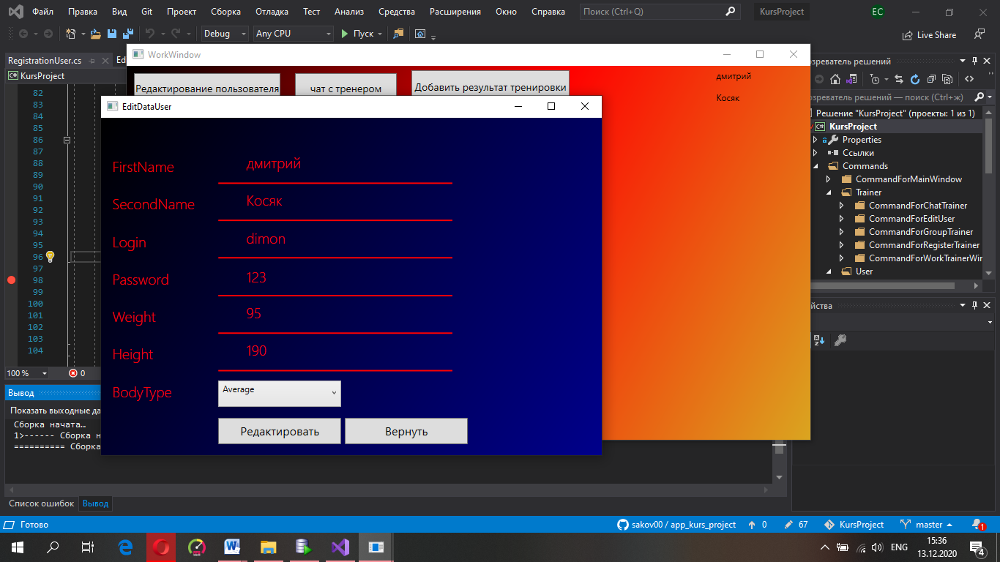 Файл Правка Вид Git Проект Сборка Отладка Тест Анализ Средства Расширения Окно Справка Поиск (Ctrl+Q) KursProject EC
Debug Any CPU Пуск Live Share
RegistrationUser.cs Ed
WorkWindow
озреватель решений
KursProject
Редактирование пользователя чат с тренером Добавить результат тренировки дмитрий
Косяк
озреватель решений — поиск (Ctrl+ж)
EditDataUser
Решение "KursProject" (проекты: 1 из 1)
KursProject
Properties
Ссылки
Commands
CommandForMainWindow
Trainer
CommandForChatTrainer
CommandForEditUser
CommandForGroupTrainer
CommandForRegisterTrainer
CommandForWorkTrainerWir
User
йства
82
83
84
85
86
87
88
89
90
91
92
93
94
95
96
97
98
99
100
101
102
103
104
FirstName дмитрий
SecondName Косяк
Login dimon
Password 123
Weight 95
Height 190
BodyType Average
Редактировать Вернуть
100 % 0
Вывод
Показать выходные да
Сборка начата…
1>------ Сборка н
========== Сборка
Список ошибок Вывод
Готово sakov00 / app_kurs_project 0 67 KursProject master 1
ENG 15:36
13.12.2020 4